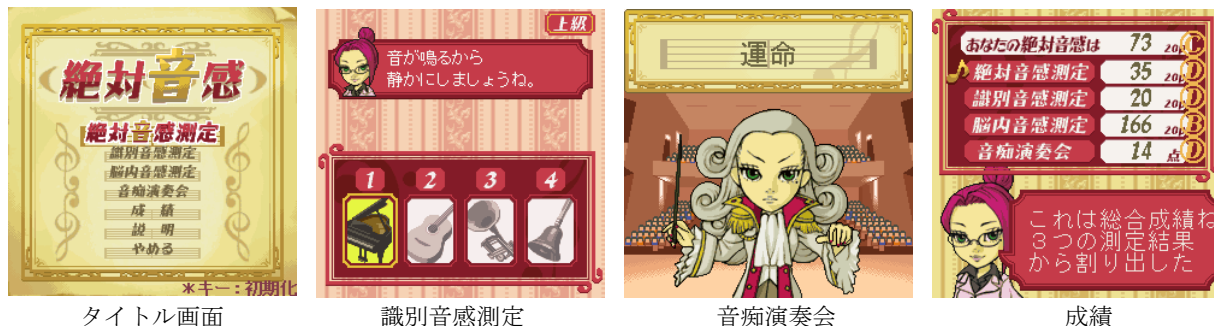 絶対音感
絶対音感測定
識別音感測定
脳内音感測定
音痴演奏会
成績
説明
やめる
*キー:初期化
タイトル画面
上級
音が鳴るから
静かにしましょうね。
1 2 3 4
識別音感測定
運命
音痴演奏会
あなたの絶対音感は 73 20p C
絶対音感測定 35 20p D
識別音感測定 20 20p D
脳内音感測定 166 20p B
音痴演奏会 14 点 D
これは総合成績ね
3つの測定結果
から割り出した
成績